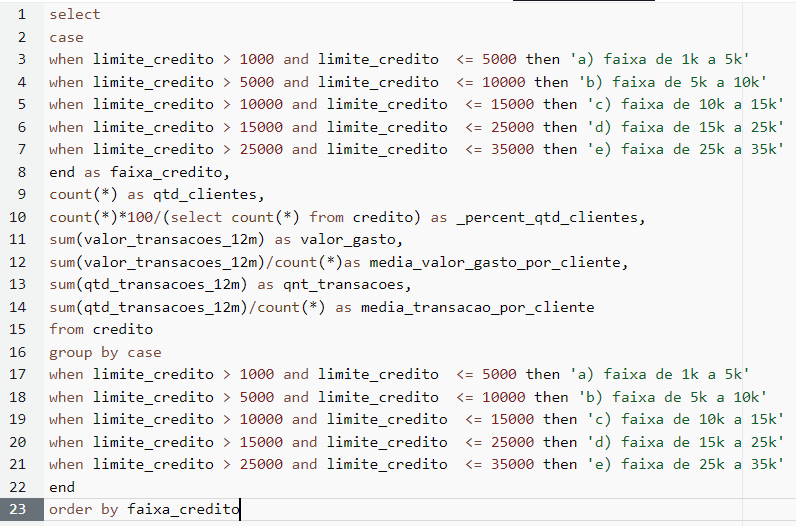 1 select
2 case
3 when limite_credito > 1000 and limite_credito  <= 5000 then 'a) faixa de 1k a 5k'
4 when limite_credito > 5000 and limite_credito  <= 10000 then 'b) faixa de 5k a 10k'
5 when limite_credito > 10000 and limite_credito  <= 15000 then 'c) faixa de 10k a 15k'
6 when limite_credito > 15000 and limite_credito  <= 25000 then 'd) faixa de 15k a 25k'
7 when limite_credito > 25000 and limite_credito  <= 35000 then 'e) faixa de 25k a 35k'
8 end as faixa_credito,
9 count(*) as qtd_clientes,
10 count(*)*100/(select count(*) from credito) as _percent_qtd_clientes,
11 sum(valor_transacoes_12m) as valor_gasto,
12 sum(valor_transacoes_12m)/count(*)as media_valor_gasto_por_cliente,
13 sum(qtd_transacoes_12m) as qnt_transacoes,
14 sum(qtd_transacoes_12m)/count(*) as media_transacao_por_cliente
15 from credito
16 group by case
17 when limite_credito > 1000 and limite_credito  <= 5000 then 'a) faixa de 1k a 5k'
18 when limite_credito > 5000 and limite_credito  <= 10000 then 'b) faixa de 5k a 10k'
19 when limite_credito > 10000 and limite_credito  <= 15000 then 'c) faixa de 10k a 15k'
20 when limite_credito > 15000 and limite_credito  <= 25000 then 'd) faixa de 15k a 25k'
21 when limite_credito > 25000 and limite_credito  <= 35000 then 'e) faixa de 25k a 35k'
22 end
23 order by faixa_credito